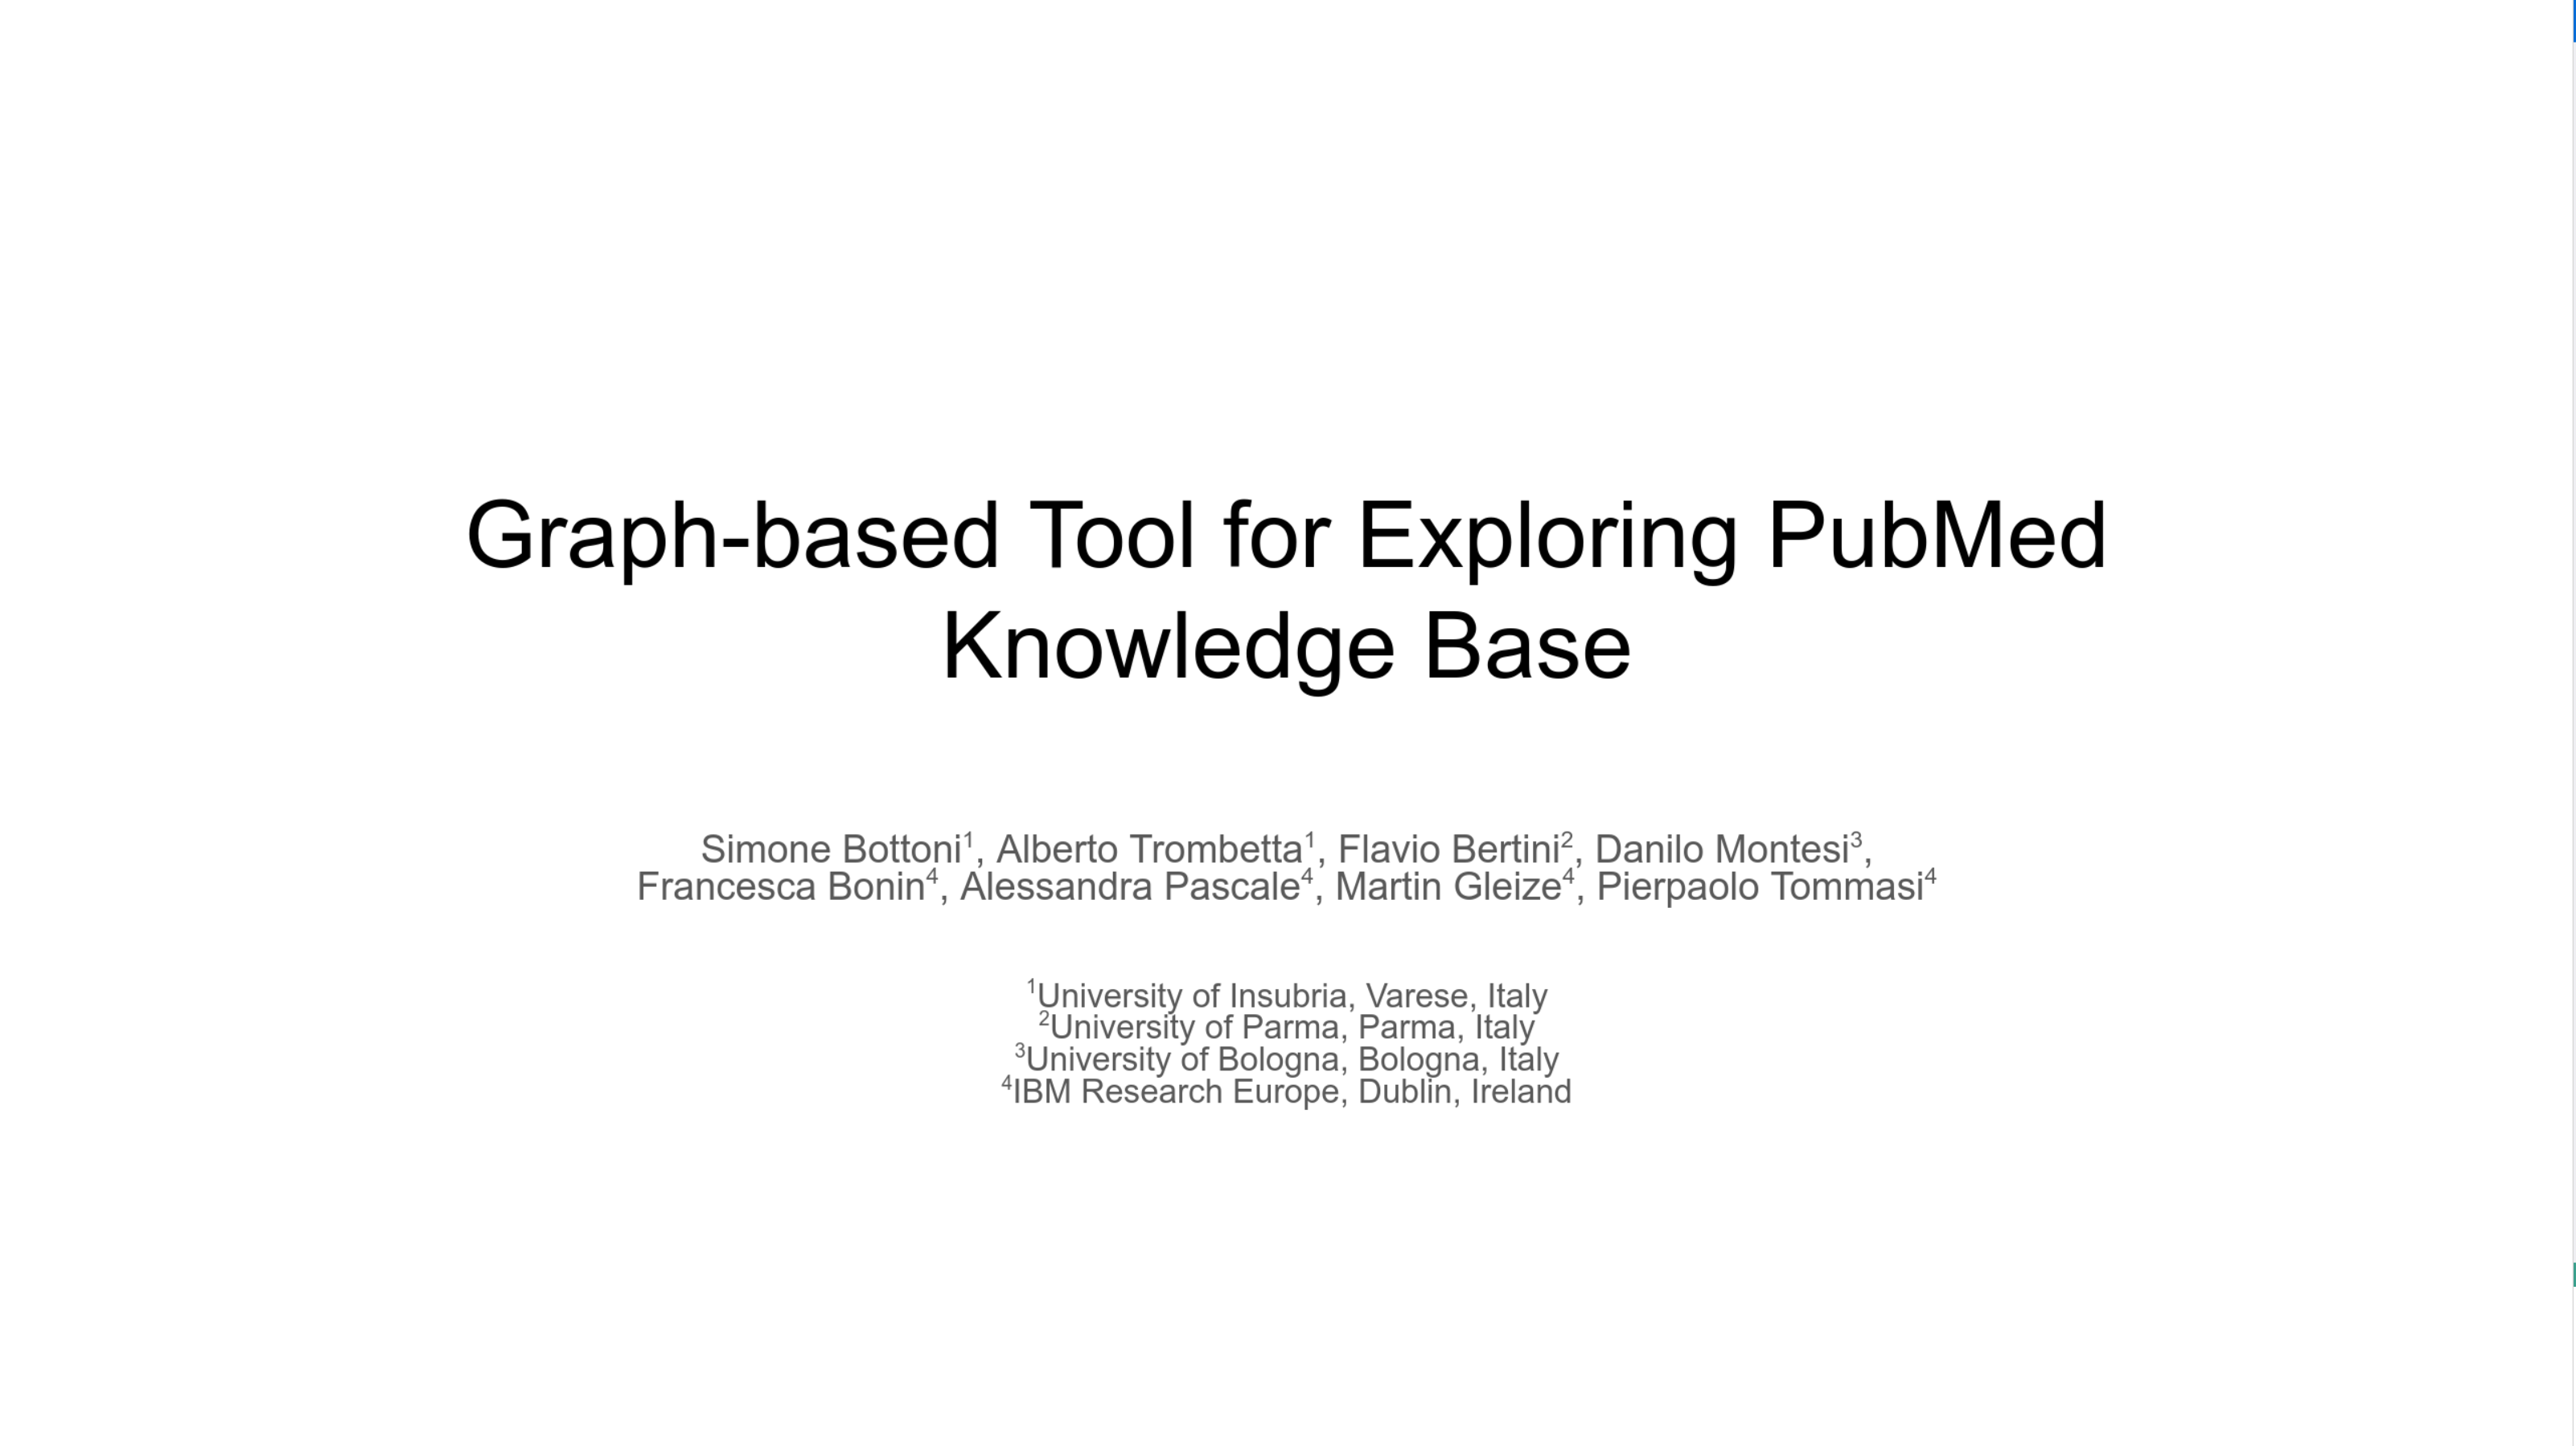 Graph-based Tool for Exploring PubMed
Knowledge Base
Simone Bottoni¹, Alberto Trombetta¹, Flavio Bertini², Danilo Montesi³,
Francesca Bonin⁴, Alessandra Pascale⁴, Martin Gleize⁴, Pierpaolo Tommasi⁴
¹University of Insubria, Varese, Italy
²University of Parma, Parma, Italy
³University of Bologna, Bologna, Italy
⁴IBM Research Europe, Dublin, Ireland